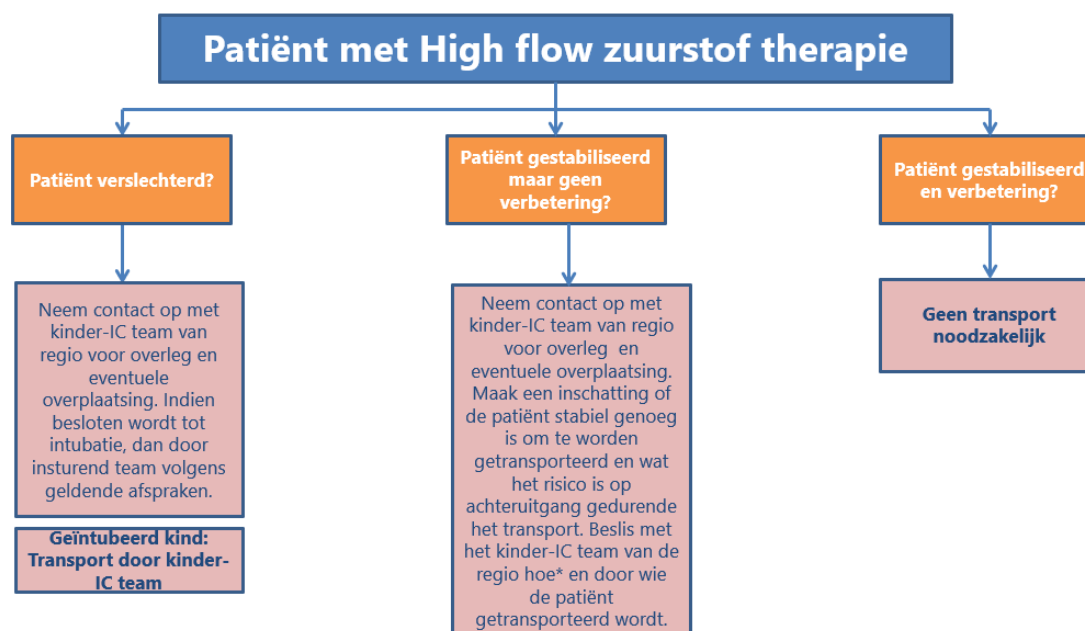 Patiënt met High flow zuurstof therapie
Patiënt verslechterd?
Neem contact op met
kinder-IC team van
regio voor overleg en
eventuele
overplaatsing. Indien
besloten wordt tot
intubatie, dan door
insturend team volgens
geldende afspraken.
Geïntubeerd kind:
Transport door kinder-
IC team
Patiënt gestabiliseerd
maar geen
verbetering?
Neem contact op met
kinder-IC team van regio
voor overleg en
eventuele overplaatsing.
Maak een inschatting of
de patiënt stabiel genoeg
is om te worden
getransporteerd en wat
het risico is op
achteruitgang gedurende
het transport. Beslis met
het kinder-IC team van de
regio hoe* en door wie
de patiënt
getransporteerd wordt.
Patiënt gestabiliseerd
en verbetering?
Geen transport
noodzakelijk